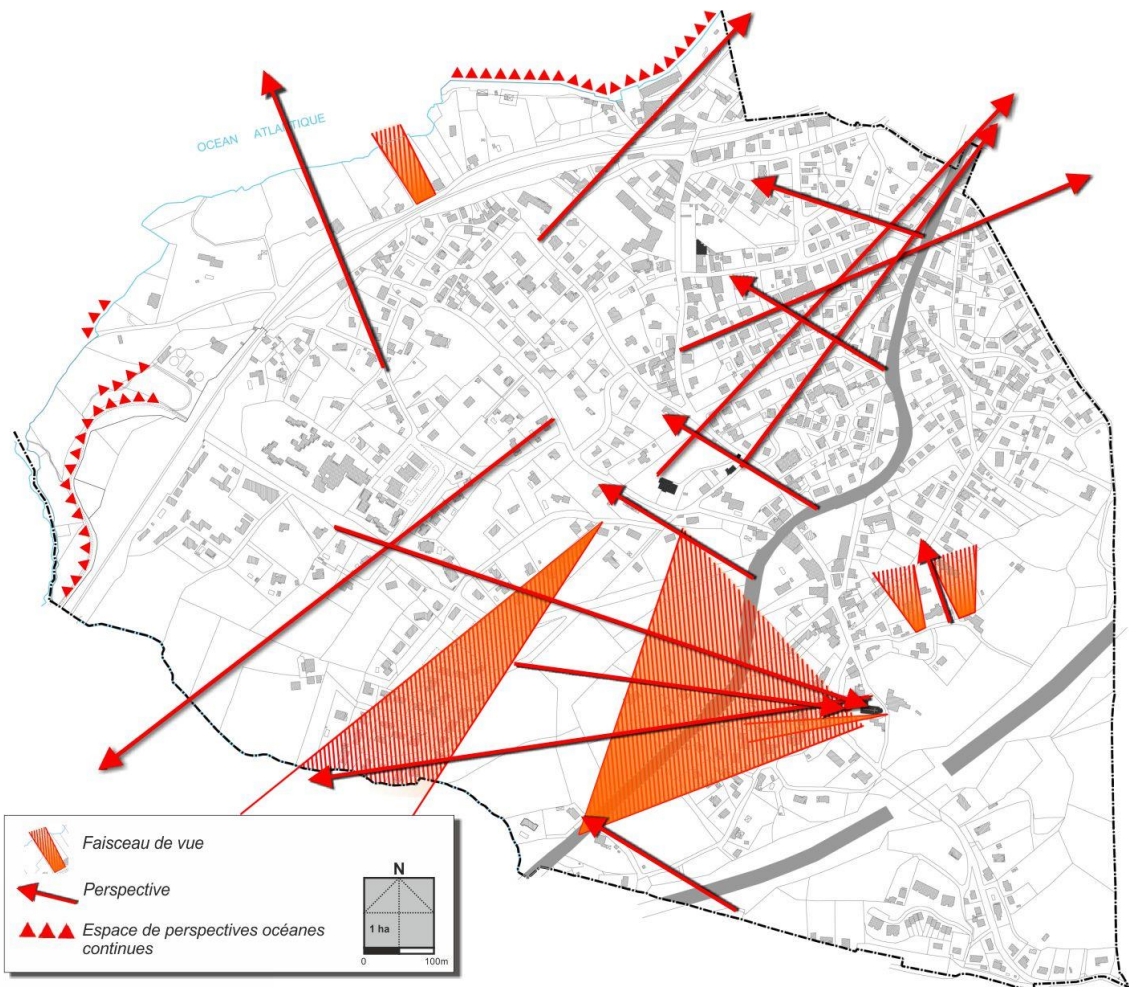 OCEAN ATLANTIQUE
Faisceau de vue
Perspective
Espace de perspectives océanes
continues
N
1 ha
0 100m